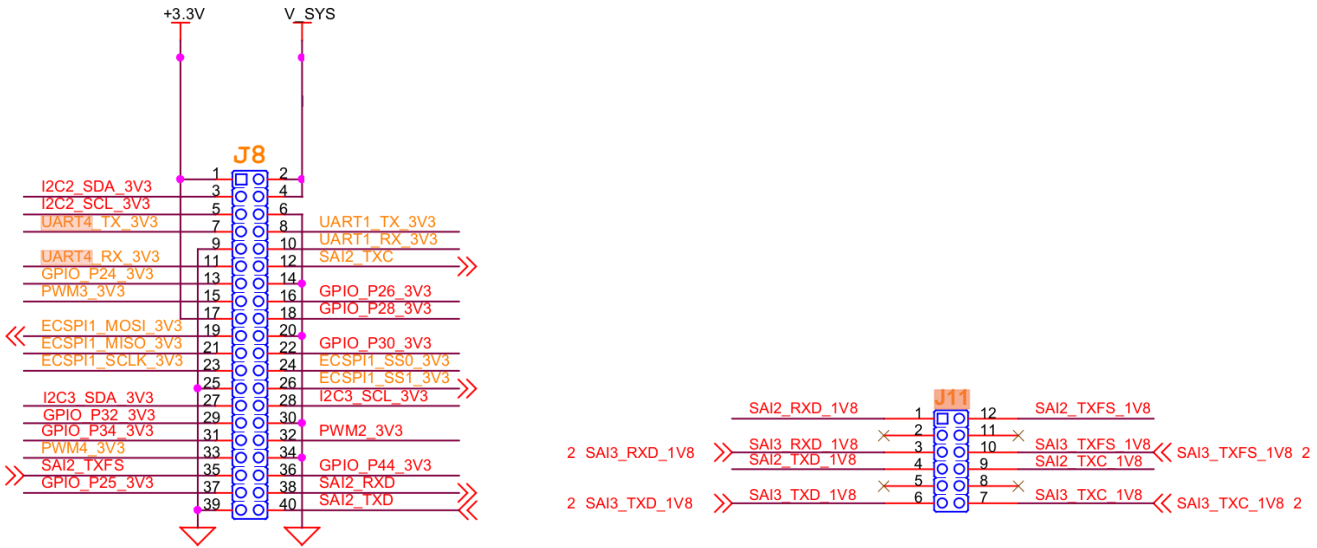 +3.3V V_SYS
J8
1 2
I2C2_SDA_3V3 3 4
I2C2_SCL_3V3 5 6
UART4_TX_3V3 7 8 UART1_TX_3V3
9 10 UART1_RX_3V3
UART4_RX_3V3 11 12 SAI2_TXC
GPIO_P24_3V3 13 14
PWM3_3V3 15 16 GPIO_P26_3V3
17 18 GPIO_P28_3V3
ECSPI1_MOSI_3V3 19 20
ECSPI1_MISO_3V3 21 22 GPIO_P30_3V3
ECSPI1_SCLK_3V3 23 24 ECSPI1_SS0_3V3
25 26 ECSPI1_SS1_3V3
I2C3_SDA_3V3 27 28 I2C3_SCL_3V3
GPIO_P32_3V3 29 30
GPIO_P34_3V3 31 32 PWM2_3V3
PWM4_3V3 33 34
SAI2_TXFS 35 36 GPIO_P44_3V3
GPIO_P25_3V3 37 38 SAI2_RXD
39 40 SAI2_TXD
J11
SAI2_RXD_1V8 1 12 SAI2_TXFS_1V8
2 11
2 SAI3_RXD_1V8 SAI3_RXD_1V8 3 10 SAI3_TXFS_1V8 SAI3_TXFS_1V8 2
SAI2_TXD_1V8 4 9 SAI2_TXC_1V8
5 8
2 SAI3_TXD_1V8 SAI3_TXD_1V8 6 7 SAI3_TXC_1V8 SAI3_TXC_1V8 2